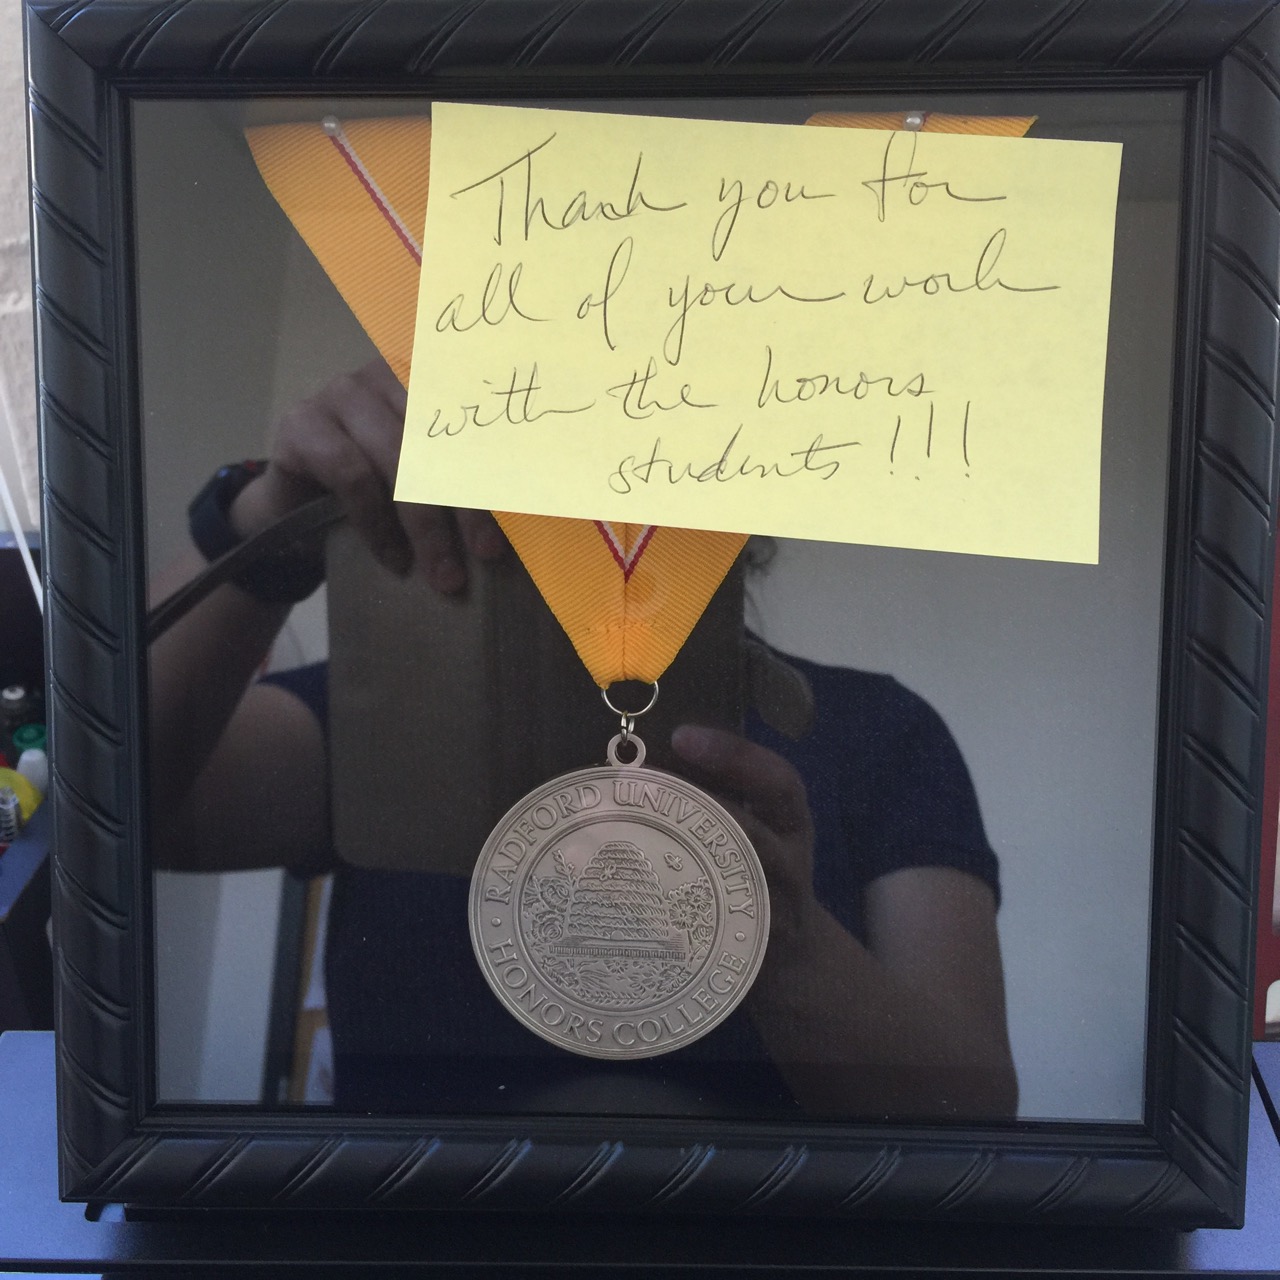 Thank you for
all of your work
with the honors
students!!!
RADFORD UNIVERSITY
• HONORS COLLEGE •